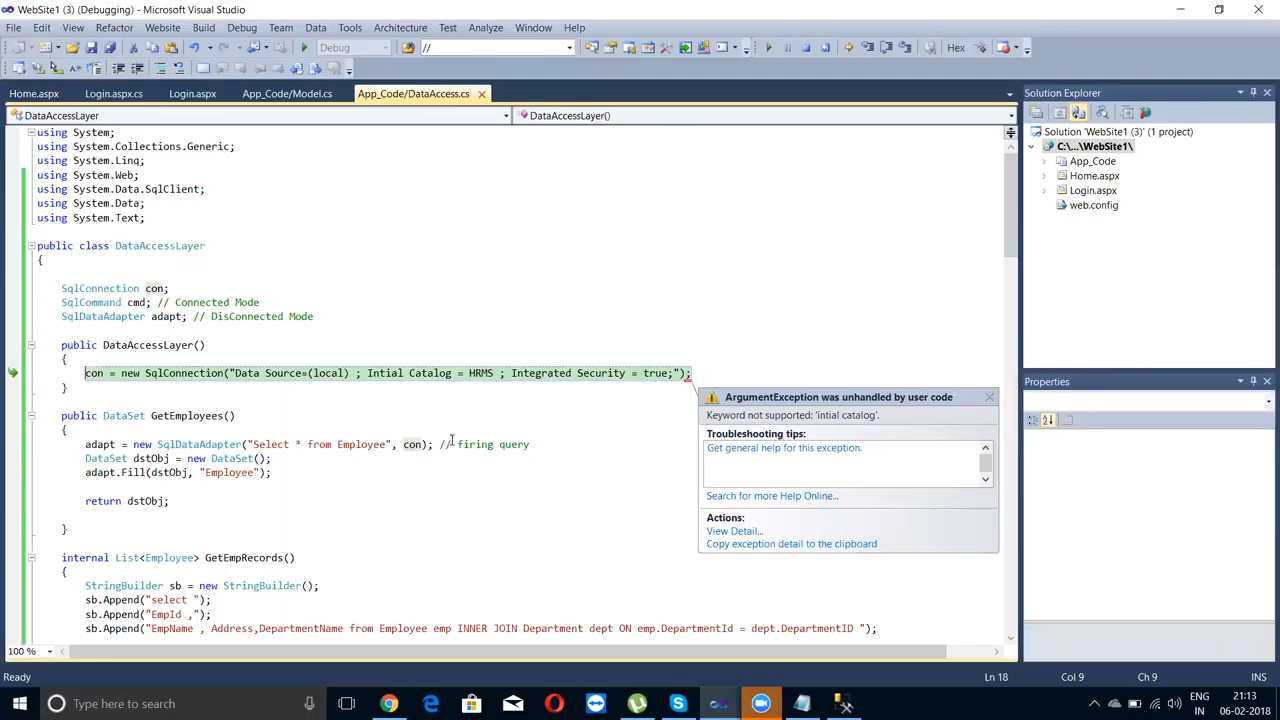 WebSite1 (3) (Debugging) - Microsoft Visual Studio
File Edit View Refactor Website Build Debug Team Data Tools Architecture Test Analyze Window Help
Debug // Hex
Home.aspx Login.aspx.cs Login.aspx App_Code/Model.cs App_Code/DataAccess.cs
DataAccessLayer DataAccessLayer()
using System;
using System.Collections.Generic;
using System.Linq;
using System.Web;
using System.Data.SqlClient;
using System.Data;
using System.Text;
public class DataAccessLayer
{
SqlConnection con;
SqlCommand cmd; // Connected Mode
SqlDataAdapter adapt; // DisConnected Mode
public DataAccessLayer()
{
con = new SqlConnection("Data Source=(local) ; Intial Catalog = HRMS ; Integrated Security = true;");
}
public DataSet GetEmployees()
{
adapt = new SqlDataAdapter("Select * from Employee", con); // firing query
DataSet dstObj = new DataSet();
adapt.Fill(dstObj, "Employee");
return dstObj;
}
internal List<Employee> GetEmpRecords()
{
StringBuilder sb = new StringBuilder();
sb.Append("select ");
sb.Append("EmpId ,");
sb.Append("EmpName , Address,DepartmentName from Employee emp INNER JOIN Department dept ON emp.DepartmentId = dept.DepartmentID ");
100 %
ArgumentException was unhandled by user code
Keyword not supported: 'intial catalog'.
Troubleshooting tips:
Get general help for this exception.
Search for more Help Online...
Actions:
View Detail...
Copy exception detail to the clipboard
Solution Explorer
Solution 'WebSite1 (3)' (1 project)
C:\...\WebSite1\
App_Code
Home.aspx
Login.aspx
web.config
Properties
Ready Ln 18 Col 9 Ch 9 INS
Type here to search
ENG
IN
21:13
06-02-2018